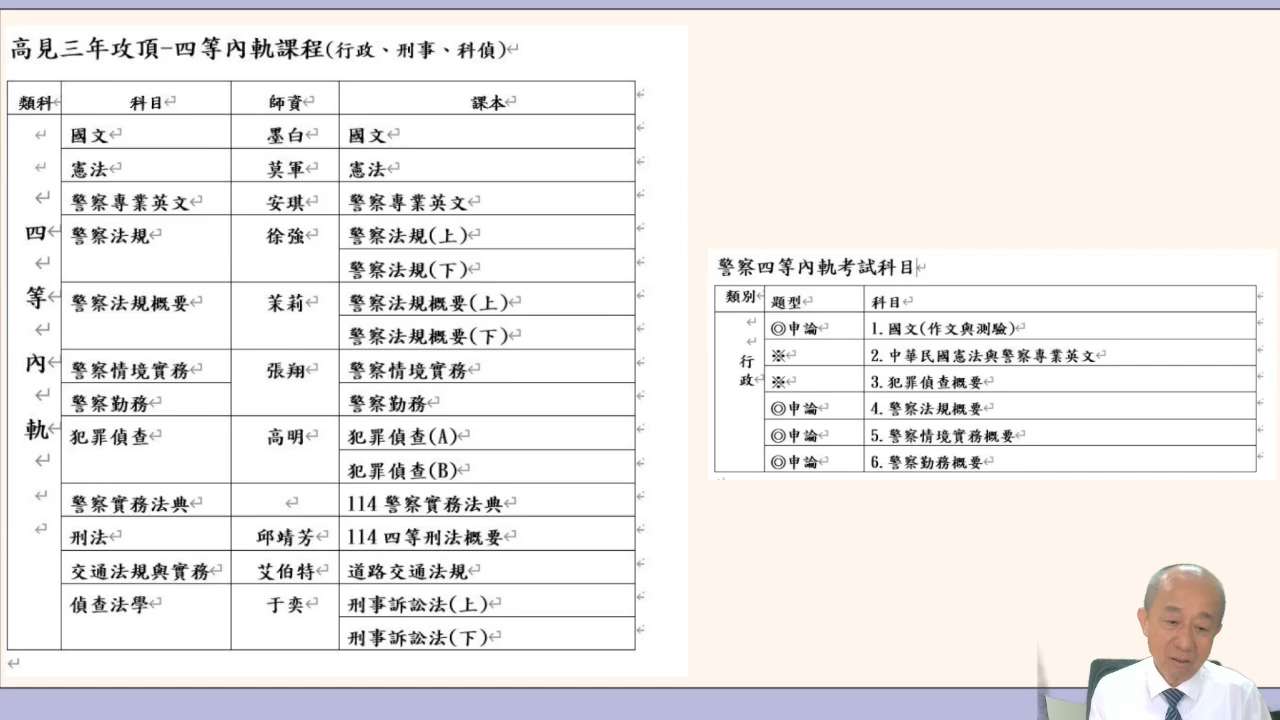 高見三年攻頂-四等內軌課程(行政、刑事、科偵)
類科 科目 師資 課本
四等內軌
國文 墨白 國文
憲法 莫軍 憲法
警察專業英文 安琪 警察專業英文
警察法規 徐強 警察法規(上)
警察法規(下)
警察法規概要 茉莉 警察法規概要(上)
警察法規概要(下)
警察情境實務 張翔 警察情境實務
警察勤務 警察勤務
犯罪偵查 高明 犯罪偵查(A)
犯罪偵查(B)
警察實務法典 114 警察實務法典
刑法 邱靖芳 114 四等刑法概要
交通法規與實務 艾伯特 道路交通法規
偵查法學 于奕 刑事訴訟法(上)
刑事訴訟法(下)
警察四等內軌考試科目
類別 題型 科目
行政
◎申論 1.國文(作文與測驗)
※ 2.中華民國憲法與警察專業英文
※ 3.犯罪偵查概要
◎申論 4.警察法規概要
◎申論 5.警察情境實務概要
◎申論 6.警察勤務概要